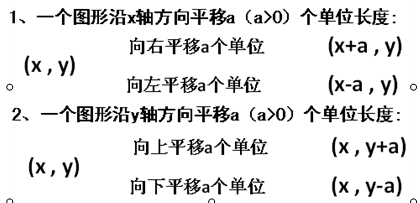 1、一个图形沿x轴方向平移a（a>0）个单位长度:
向右平移a个单位 (x+a , y)
(x , y)
向左平移a个单位 (x-a , y)
2、一个图形沿y轴方向平移a（a>0）个单位长度:
向上平移a个单位 (x , y+a)
(x , y)
向下平移a个单位 (x , y-a)